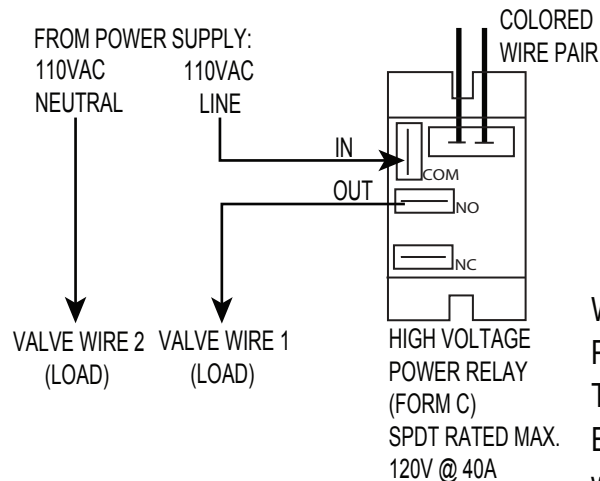 FROM POWER SUPPLY:
110VAC
NEUTRAL
110VAC
LINE
COLORED
WIRE PAIR
IN
COM
OUT
NO
NC
VALVE WIRE 2
(LOAD)
VALVE WIRE 1
(LOAD)
HIGH VOLTAGE
POWER RELAY
(FORM C)
SPDT RATED MAX.
120V @ 40A